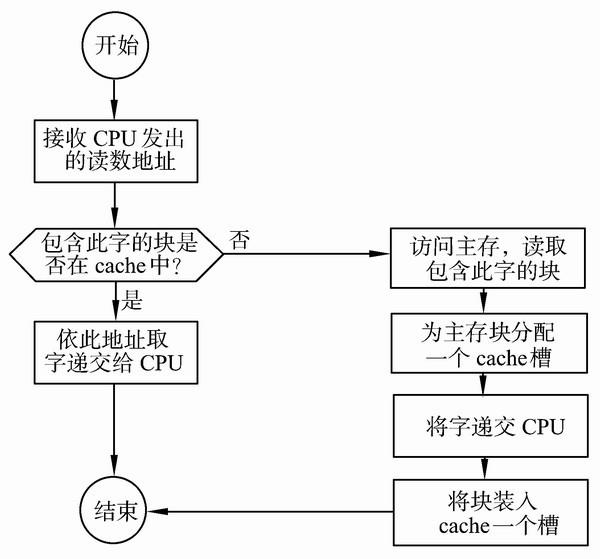 开始
接收 CPU 发出
的读数地址
包含此字的块是
否在 cache 中？
否
是
依此地址取
字递交给 CPU
访问主存，读取
包含此字的块
为主存块分配
一个 cache 槽
将字递交 CPU
将块装入
cache 一个槽
结束